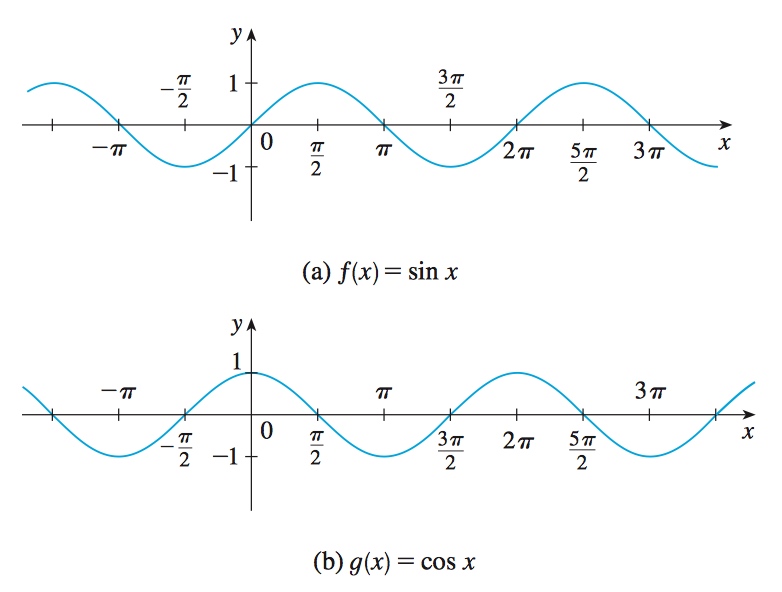 y
1
−π/2
3π/2
−π
0
π/2
π
2π
5π/2
3π
x
−1
(a) f(x) = sin x
y
1
−π
π
3π
0
−π/2
−1
π/2
3π/2
2π
5π/2
x
(b) g(x) = cos x